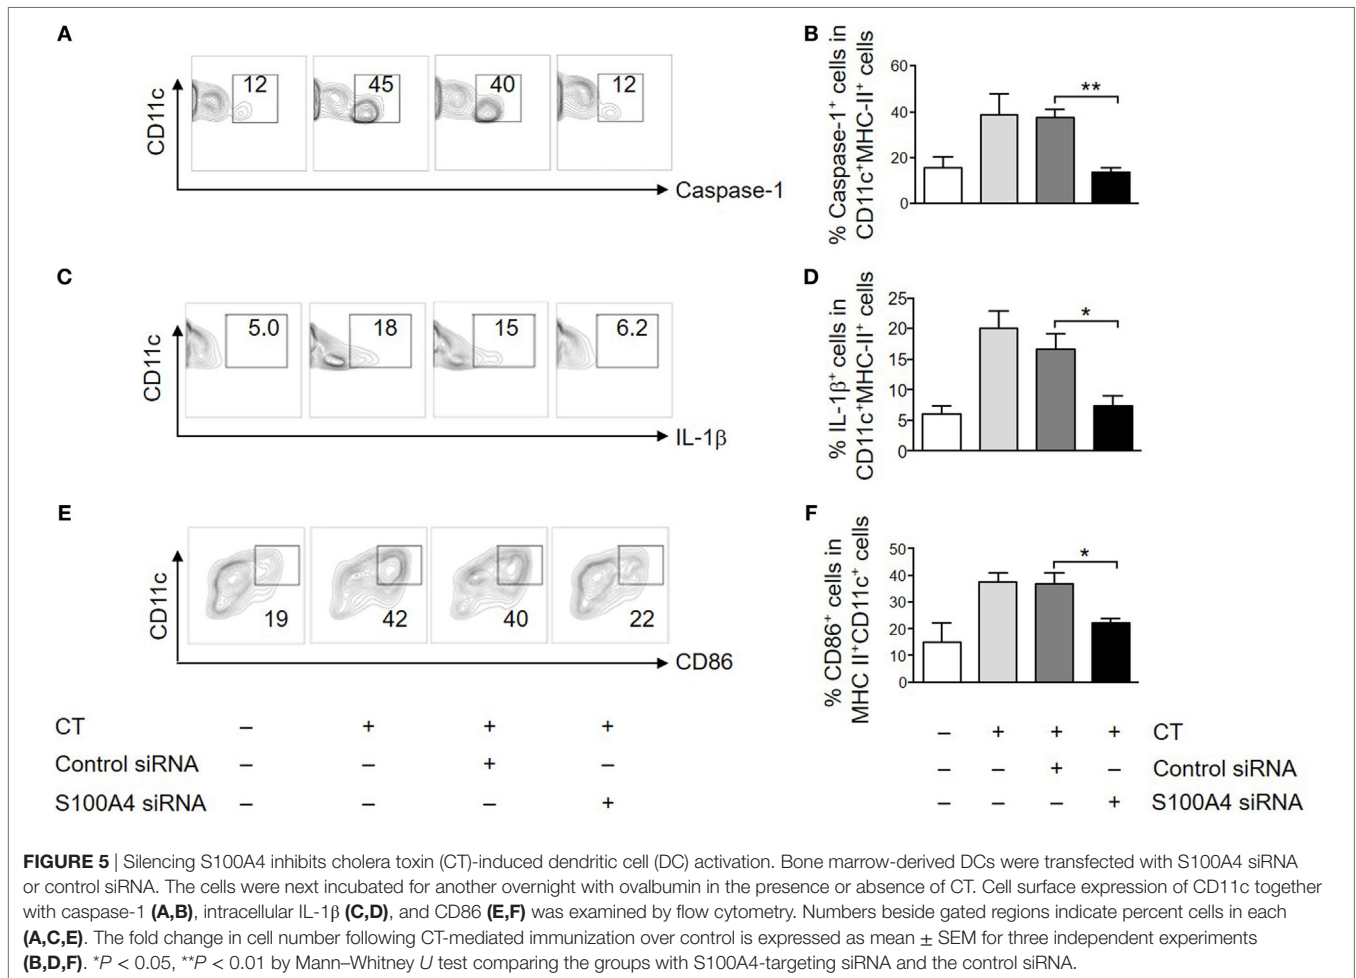 A
CD11c
12
45
40
12
Caspase-1
B
% Caspase-1⁺ cells in
CD11c⁺MHC-II⁺ cells
60
40
20
0
**
C
CD11c
5.0
18
15
6.2
IL-1β
D
% IL-1β⁺ cells in
CD11c⁺MHC-II⁺ cells
25
20
15
10
5
0
*
E
CD11c
19
42
40
22
CD86
F
% CD86⁺ cells in
MHC II⁺CD11c⁺ cells
50
40
30
20
10
0
*
CT – + + +
Control siRNA – – + –
S100A4 siRNA – – – +
– + + + CT
– – + – Control siRNA
– – – + S100A4 siRNA
FIGURE 5 | Silencing S100A4 inhibits cholera toxin (CT)-induced dendritic cell (DC) activation. Bone marrow-derived DCs were transfected with S100A4 siRNA
or control siRNA. The cells were next incubated for another overnight with ovalbumin in the presence or absence of CT. Cell surface expression of CD11c together
with caspase-1 (A,B), intracellular IL-1β (C,D), and CD86 (E,F) was examined by flow cytometry. Numbers beside gated regions indicate percent cells in each
(A,C,E). The fold change in cell number following CT-mediated immunization over control is expressed as mean ± SEM for three independent experiments
(B,D,F). *P < 0.05, **P < 0.01 by Mann–Whitney U test comparing the groups with S100A4-targeting siRNA and the control siRNA.